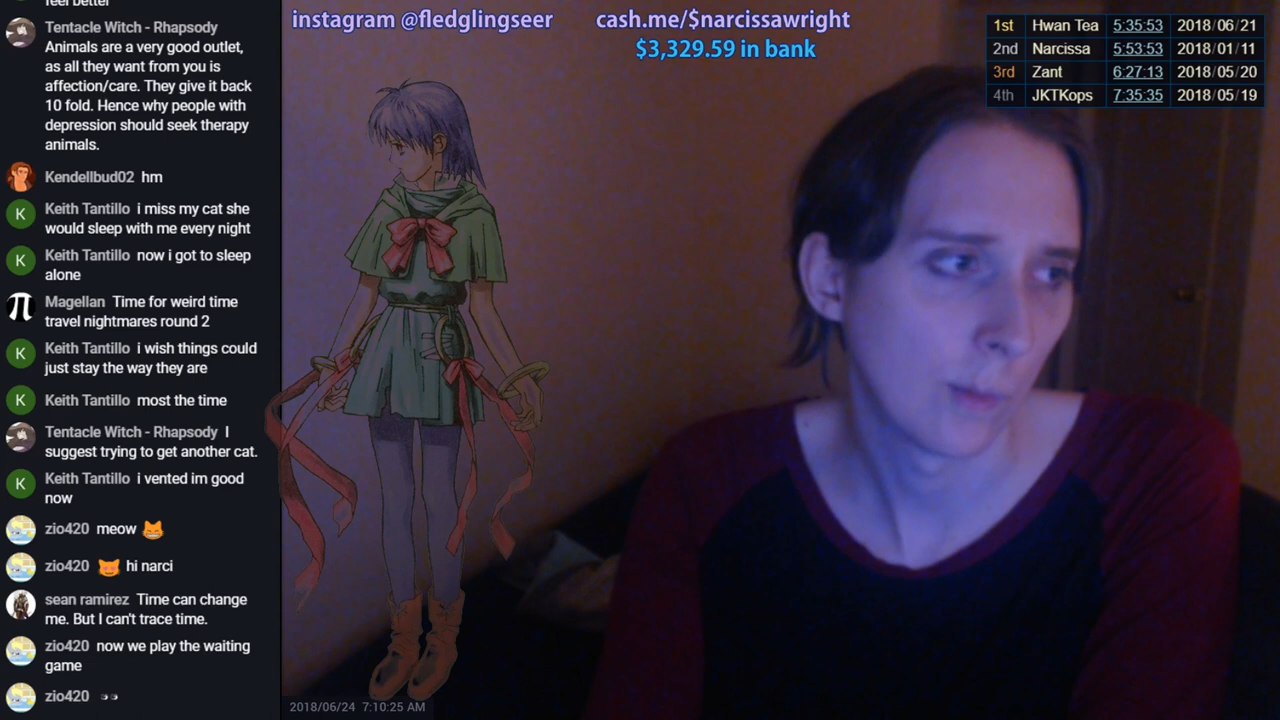 feel better
Tentacle Witch - Rhapsody
Animals are a very good outlet,
as all they want from you is
affection/care. They give it back
10 fold. Hence why people with
depression should seek therapy
animals.
Kendellbud02 hm
K
Keith Tantillo i miss my cat she
would sleep with me every night
K
Keith Tantillo now i got to sleep
alone
π
Magellan Time for weird time
travel nightmares round 2
K
Keith Tantillo i wish things could
just stay the way they are
K
Keith Tantillo most the time
Tentacle Witch - Rhapsody I
suggest trying to get another cat.
K
Keith Tantillo i vented im good
now
zio420 meow
zio420 hi narci
sean ramirez Time can change
me. But I can't trace time.
zio420 now we play the waiting
game
zio420
instagram @fledglingseer
cash.me/$narcissawright
$3,329.59 in bank
1st Hwan Tea 5:35:53 2018/06/21
2nd Narcissa 5:53:53 2018/01/11
3rd Zant 6:27:13 2018/05/20
4th JKTKops 7:35:35 2018/05/19
2018/06/24 7:10:25 AM